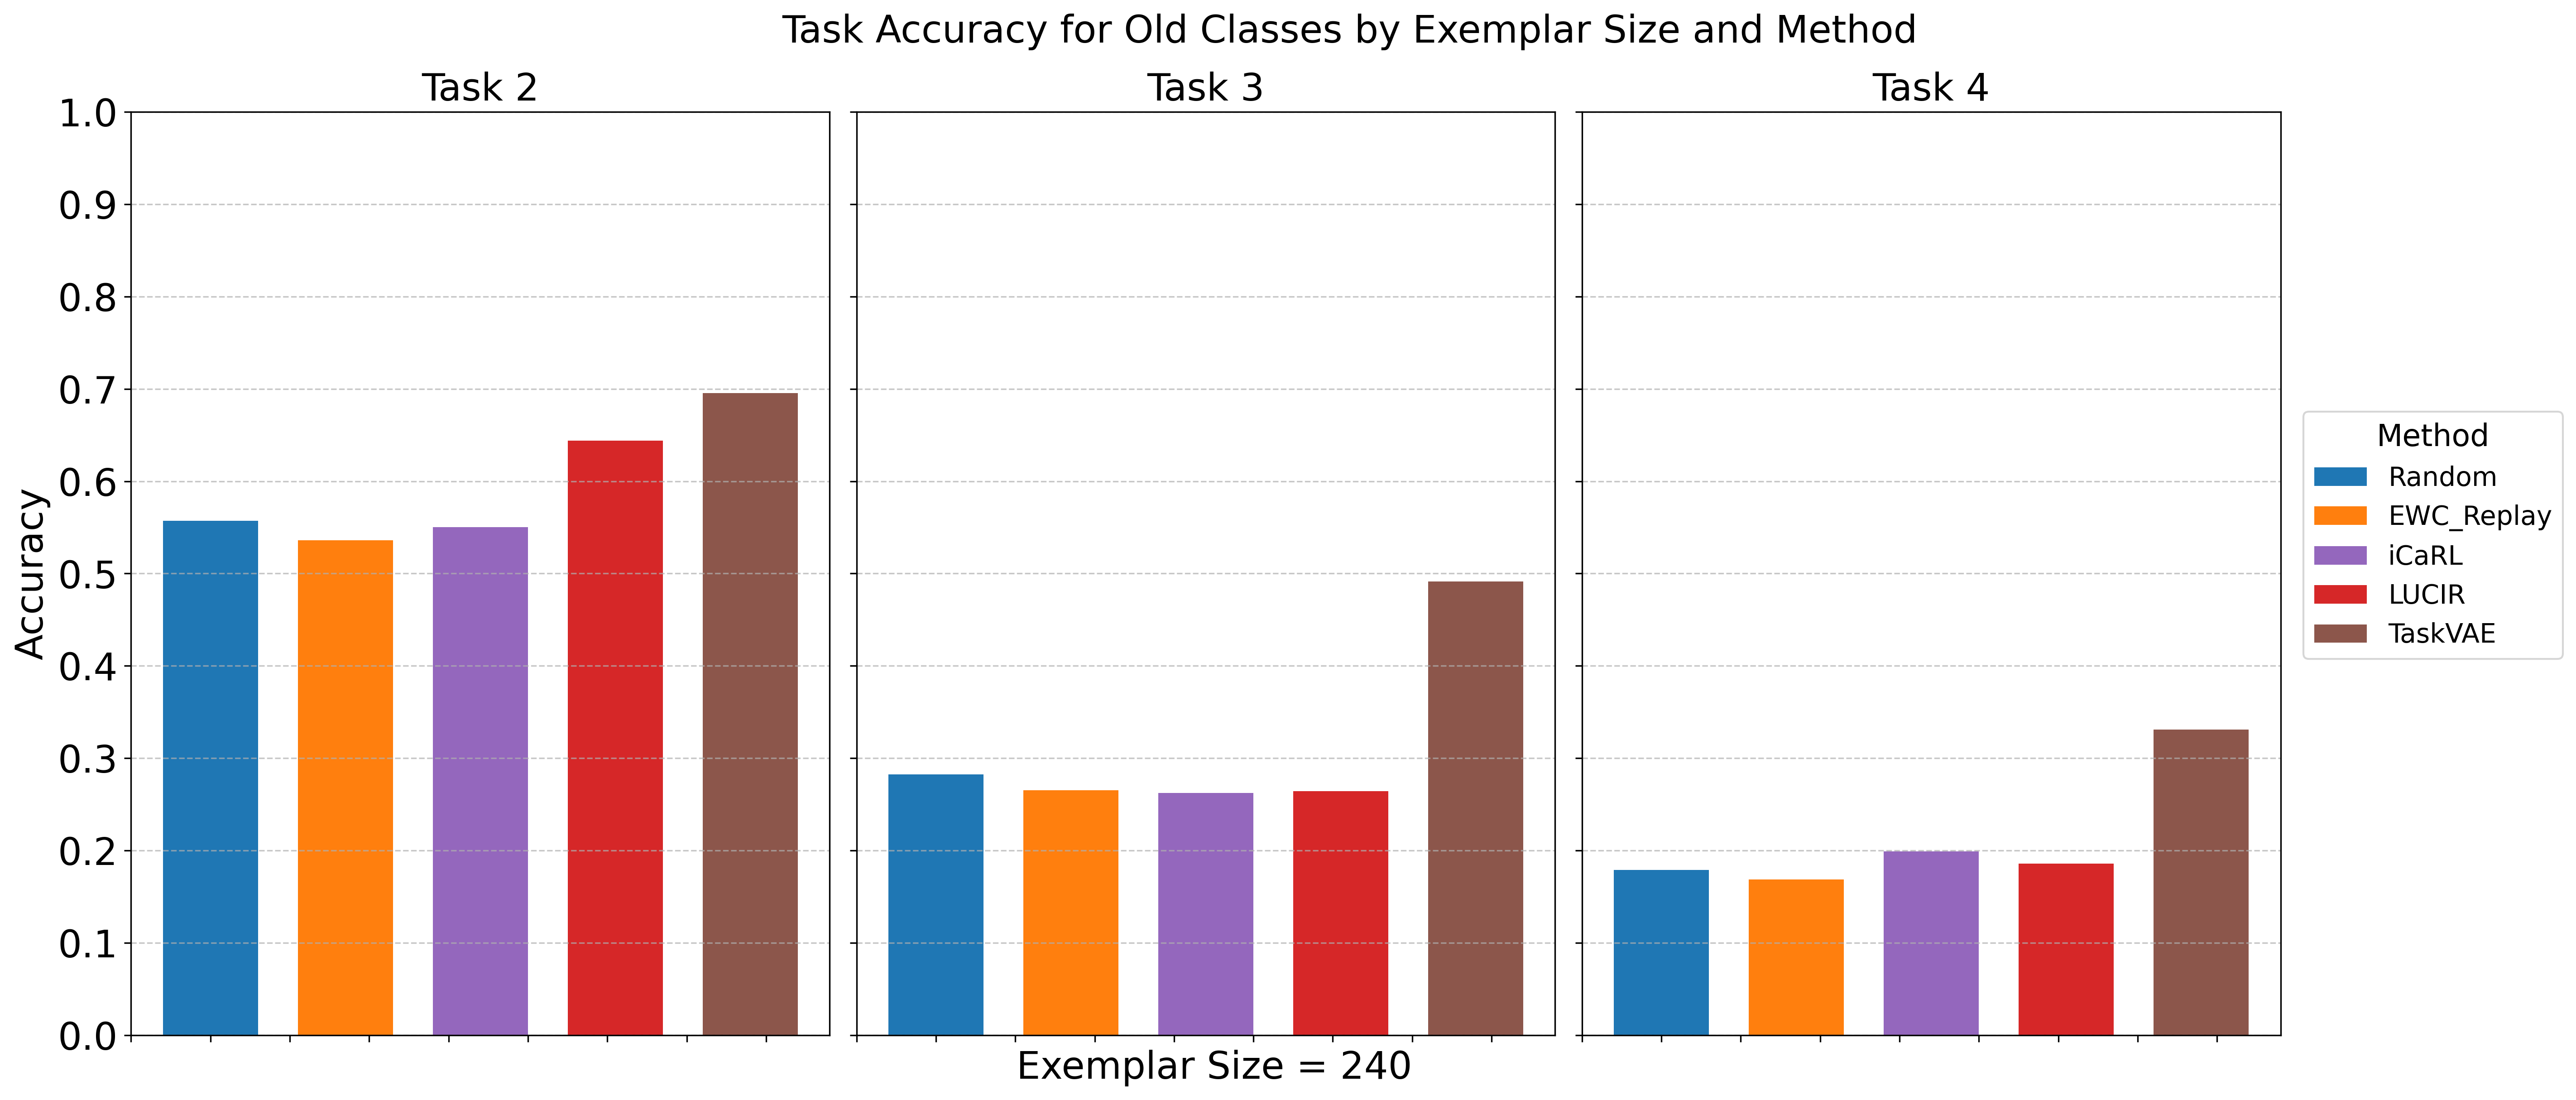 Task Accuracy for Old Classes by Exemplar Size and Method
Task 2
Task 3
Task 4
1.0
0.9
0.8
0.7
0.6
0.5
0.4
0.3
0.2
0.1
0.0
Accuracy
Exemplar Size = 240
Method
Random
EWC_Replay
iCaRL
LUCIR
TaskVAE